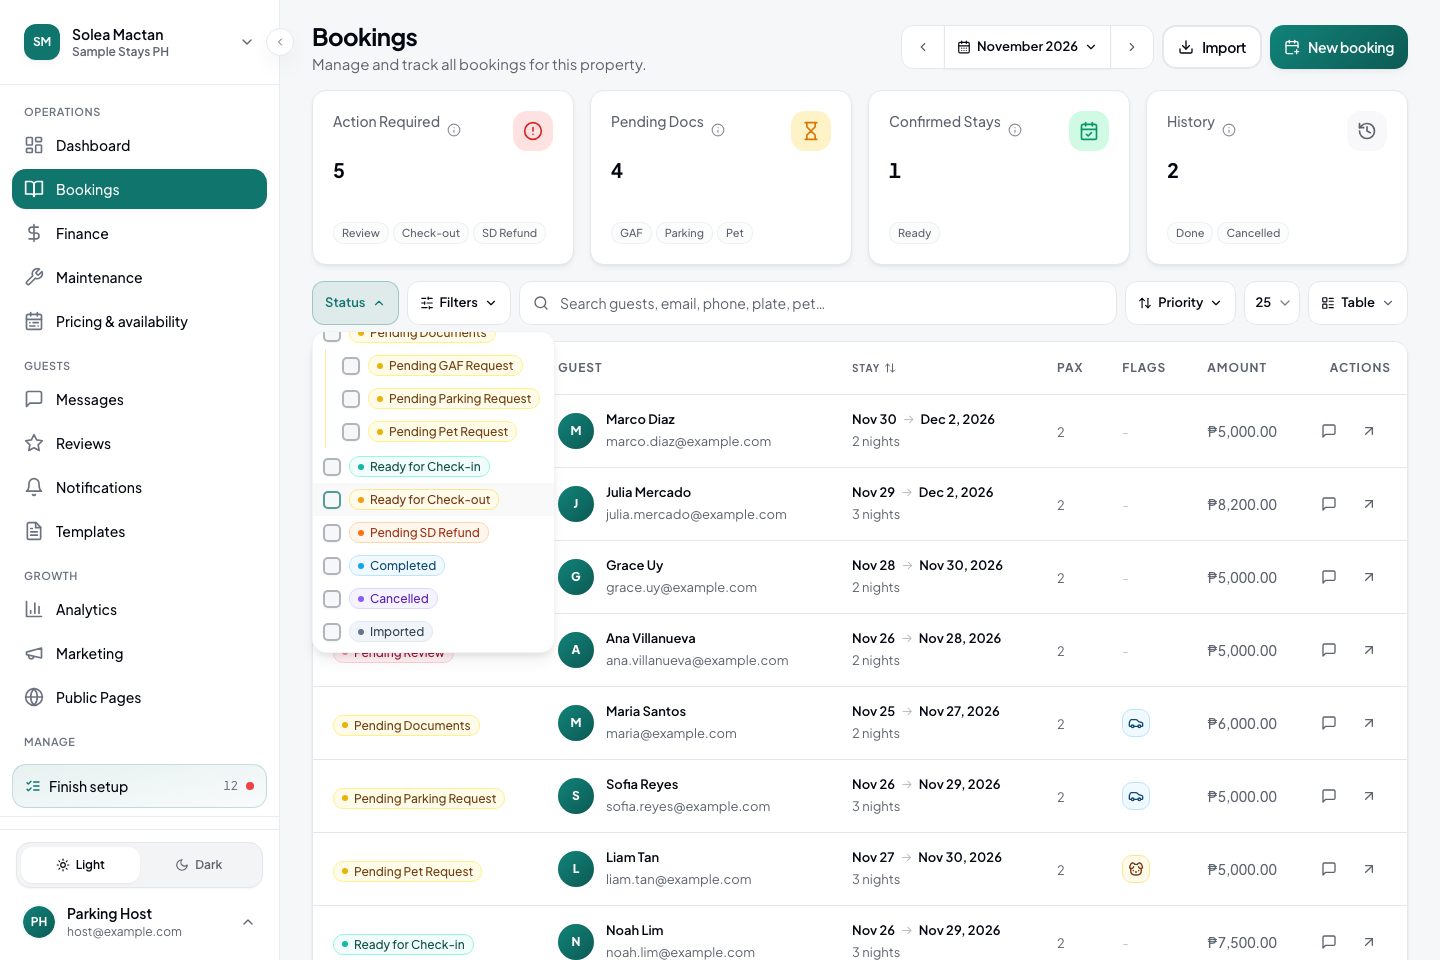 SM
Solea Mactan
Sample Stays PH
OPERATIONS
Dashboard
Bookings
Finance
Maintenance
Pricing & availability
GUESTS
Messages
Reviews
Notifications
Templates
GROWTH
Analytics
Marketing
Public Pages
MANAGE
Finish setup 12
Light Dark
PH
Parking Host
host@example.com
Bookings
Manage and track all bookings for this property.
November 2026
Import
New booking
Action Required
5
Review Check-out SD Refund
Pending Docs
4
GAF Parking Pet
Confirmed Stays
1
Ready
History
2
Done Cancelled
Status
Filters
Search guests, email, phone, plate, pet...
Priority
25
Table
Pending Documents
Pending GAF Request
Pending Parking Request
Pending Pet Request
Ready for Check-in
Ready for Check-out
Pending SD Refund
Completed
Cancelled
Imported
GUEST STAY PAX FLAGS AMOUNT ACTIONS
M Marco Diaz Nov 30 → Dec 2, 2026 2 - ₱5,000.00
marco.diaz@example.com 2 nights
J Julia Mercado Nov 29 → Dec 2, 2026 2 - ₱8,200.00
julia.mercado@example.com 3 nights
G Grace Uy Nov 28 → Nov 30, 2026 2 - ₱5,000.00
grace.uy@example.com 2 nights
Pending Review A Ana Villanueva Nov 26 → Nov 28, 2026 2 - ₱5,000.00
ana.villanueva@example.com 2 nights
Pending Documents M Maria Santos Nov 25 → Nov 27, 2026 2 ₱6,000.00
maria@example.com 2 nights
Pending Parking Request S Sofia Reyes Nov 26 → Nov 29, 2026 2 ₱5,000.00
sofia.reyes@example.com 3 nights
Pending Pet Request L Liam Tan Nov 27 → Nov 30, 2026 2 ₱5,000.00
liam.tan@example.com 3 nights
Ready for Check-in N Noah Lim Nov 26 → Nov 29, 2026 2 - ₱7,500.00
noah.lim@example.com 3 nights